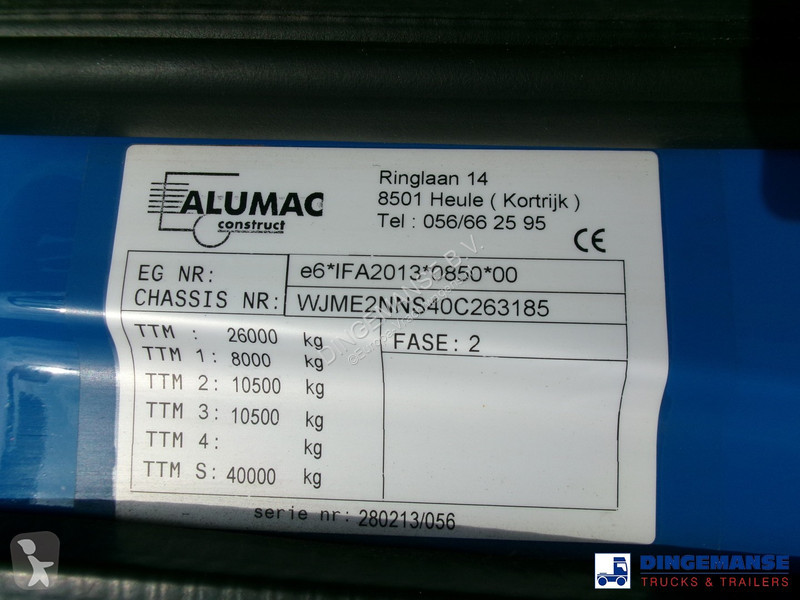 ALUMAC
construct
Ringlaan 14
8501 Heule ( Kortrijk )
Tel : 056/66 25 95
CE
EG NR: e6*IFA2013*0850*00
CHASSIS NR: WJME2NNS40C263185
TTM : 26000 kg
FASE: 2
TTM 1: 8000 kg
TTM 2: 10500 kg
TTM 3: 10500 kg
TTM 4: kg
TTM S: 40000 kg
serie nr: 280213/056
DINGEMANSE B.V.
DINGEMANSE
TRUCKS & TRAILERS